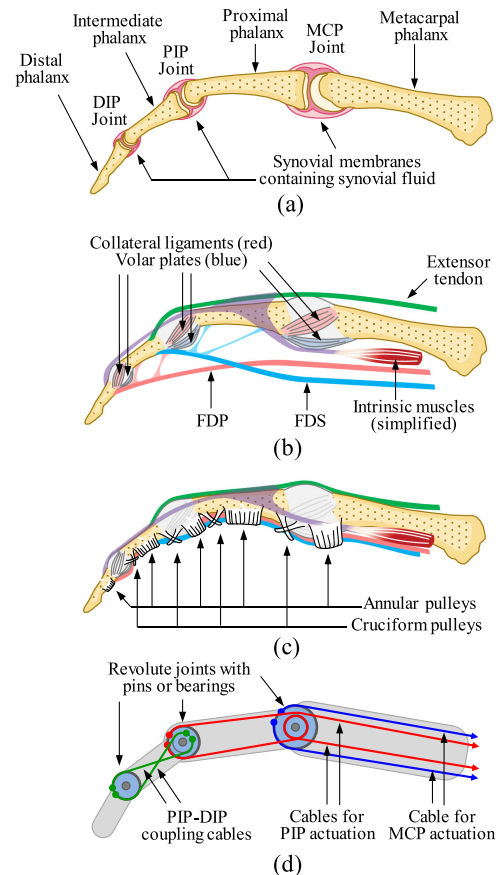 Proximal
phalanx
MCP
Joint
Metacarpal
phalanx
Intermediate
phalanx
PIP
Joint
Distal
phalanx
DIP
Joint
Synovial membranes
containing synovial fluid
(a)
Collateral ligaments (red)
Volar plates (blue)
Extensor
tendon
FDP
FDS
Intrinsic muscles
(simplified)
(b)
Annular pulleys
Cruciform pulleys
(c)
Revolute joints with
pins or bearings
PIP-DIP
coupling cables
Cables for
PIP actuation
Cable for
MCP actuation
(d)